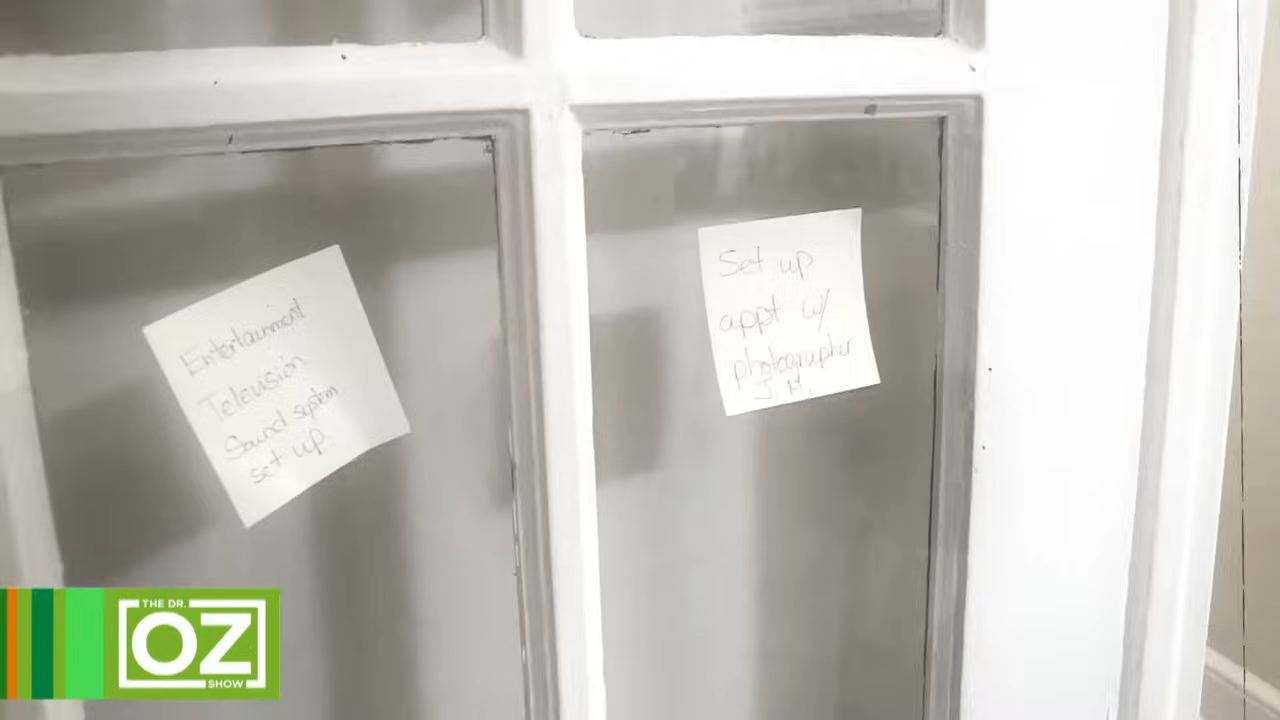 Entertainment
Television
Sound system
set up
Set up
appt w/
photographer
J M.
THE DR.
OZ
SHOW